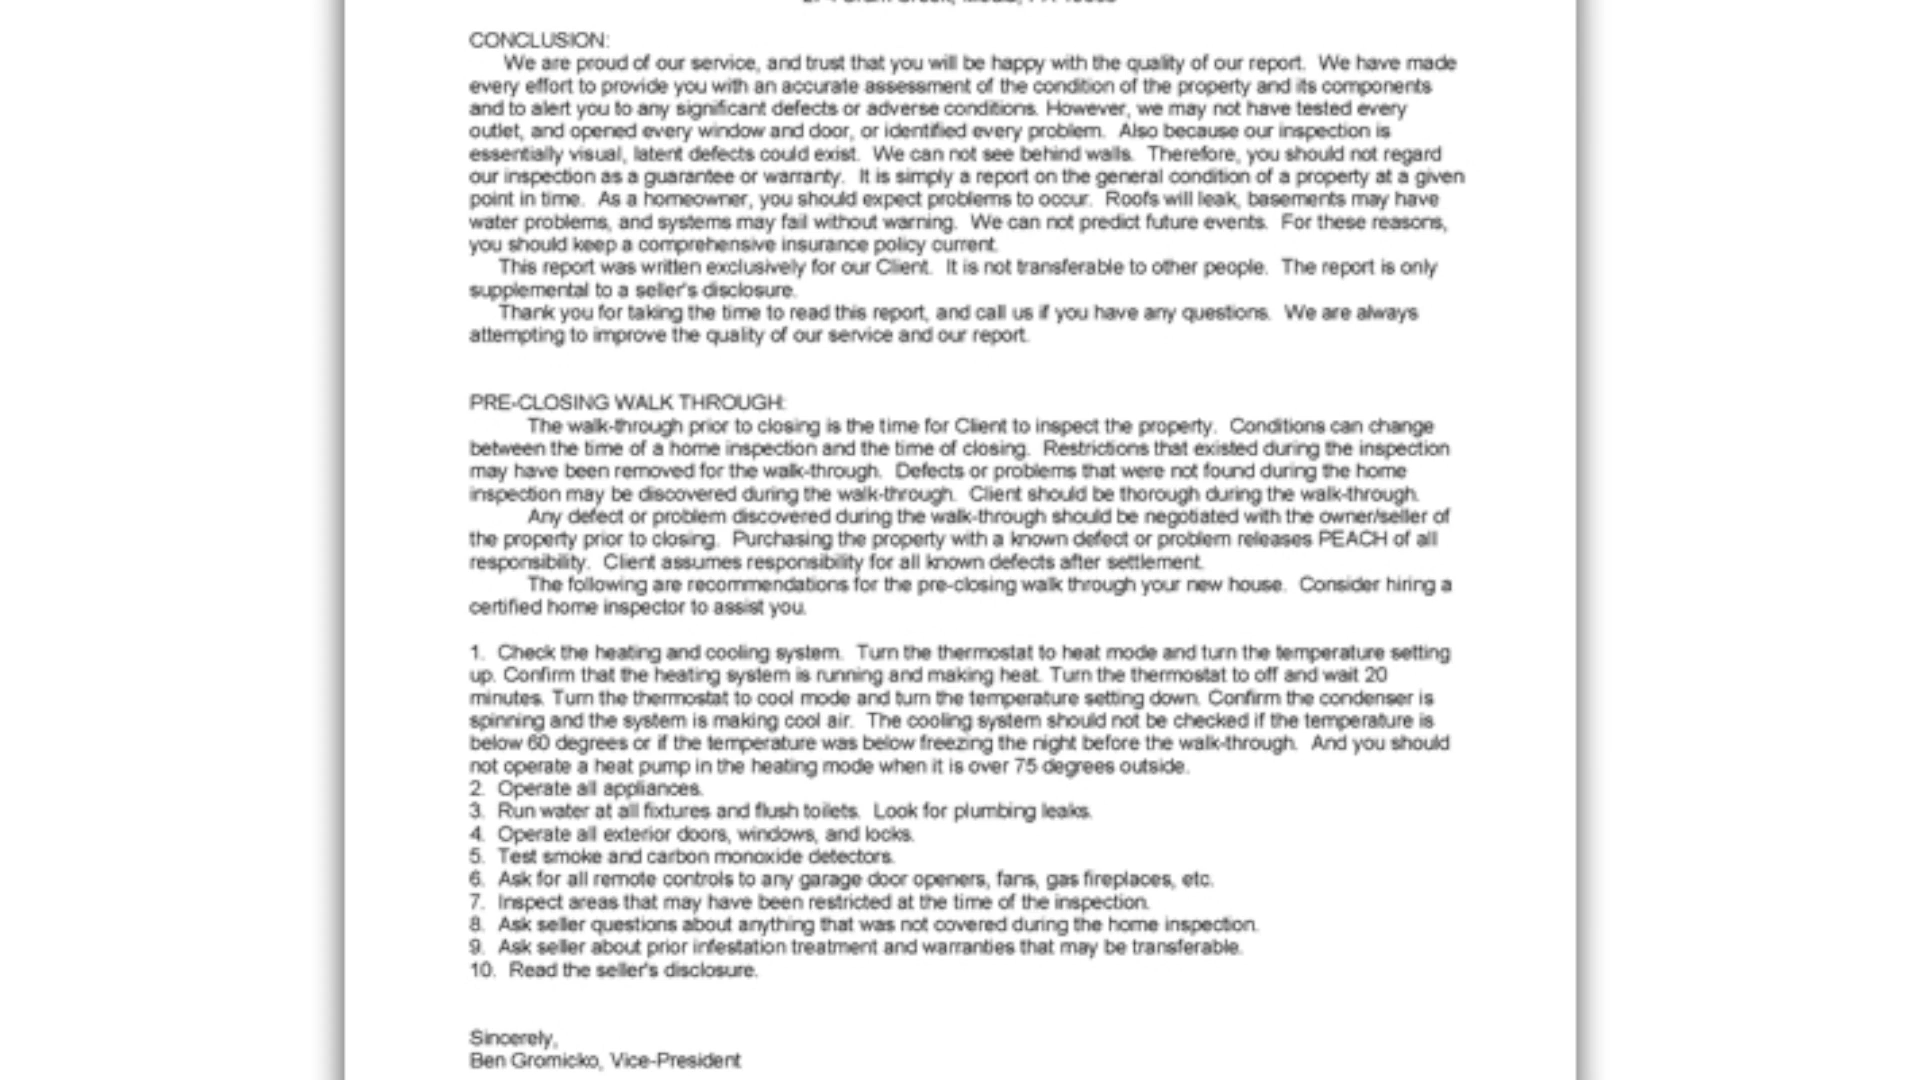 CONCLUSION:
We are proud of our service, and trust that you will be happy with the quality of our report. We have made
every effort to provide you with an accurate assessment of the condition of the property and its components
and to alert you to any significant defects or adverse conditions. However, we may not have tested every
outlet, and opened every window and door, or identified every problem. Also because our inspection is
essentially visual, latent defects could exist. We can not see behind walls. Therefore, you should not regard
our inspection as a guarantee or warranty. It is simply a report on the general condition of a property at a given
point in time. As a homeowner, you should expect problems to occur. Roofs will leak, basements may have
water problems, and systems may fail without warning. We can not predict future events. For these reasons,
you should keep a comprehensive insurance policy current.
This report was written exclusively for our Client. It is not transferable to other people. The report is only
supplemental to a seller's disclosure.
Thank you for taking the time to read this report, and call us if you have any questions. We are always
attempting to improve the quality of our service and our report.
PRE-CLOSING WALK THROUGH:
The walk-through prior to closing is the time for Client to inspect the property. Conditions can change
between the time of a home inspection and the time of closing. Restrictions that existed during the inspection
may have been removed for the walk-through. Defects or problems that were not found during the home
inspection may be discovered during the walk-through. Client should be thorough during the walk-through.
Any defect or problem discovered during the walk-through should be negotiated with the owner/seller of
the property prior to closing. Purchasing the property with a known defect or problem releases PEACH of all
responsibility. Client assumes responsibility for all known defects after settlement.
The following are recommendations for the pre-closing walk through your new house. Consider hiring a
certified home inspector to assist you.
1. Check the heating and cooling system. Turn the thermostat to heat mode and turn the temperature setting
up. Confirm that the heating system is running and making heat. Turn the thermostat to off and wait 20
minutes. Turn the thermostat to cool mode and turn the temperature setting down. Confirm the condenser is
spinning and the system is making cool air. The cooling system should not be checked if the temperature is
below 60 degrees or if the temperature was below freezing the night before the walk-through. And you should
not operate a heat pump in the heating mode when it is over 75 degrees outside.
2. Operate all appliances.
3. Run water at all fixtures and flush toilets. Look for plumbing leaks.
4. Operate all exterior doors, windows, and locks.
5. Test smoke and carbon monoxide detectors.
6. Ask for all remote controls to any garage door openers, fans, gas fireplaces, etc.
7. Inspect areas that may have been restricted at the time of the inspection.
8. Ask seller questions about anything that was not covered during the home inspection.
9. Ask seller about prior infestation treatment and warranties that may be transferable.
10. Read the seller's disclosure.
Sincerely,
Ben Gromicko, Vice-President